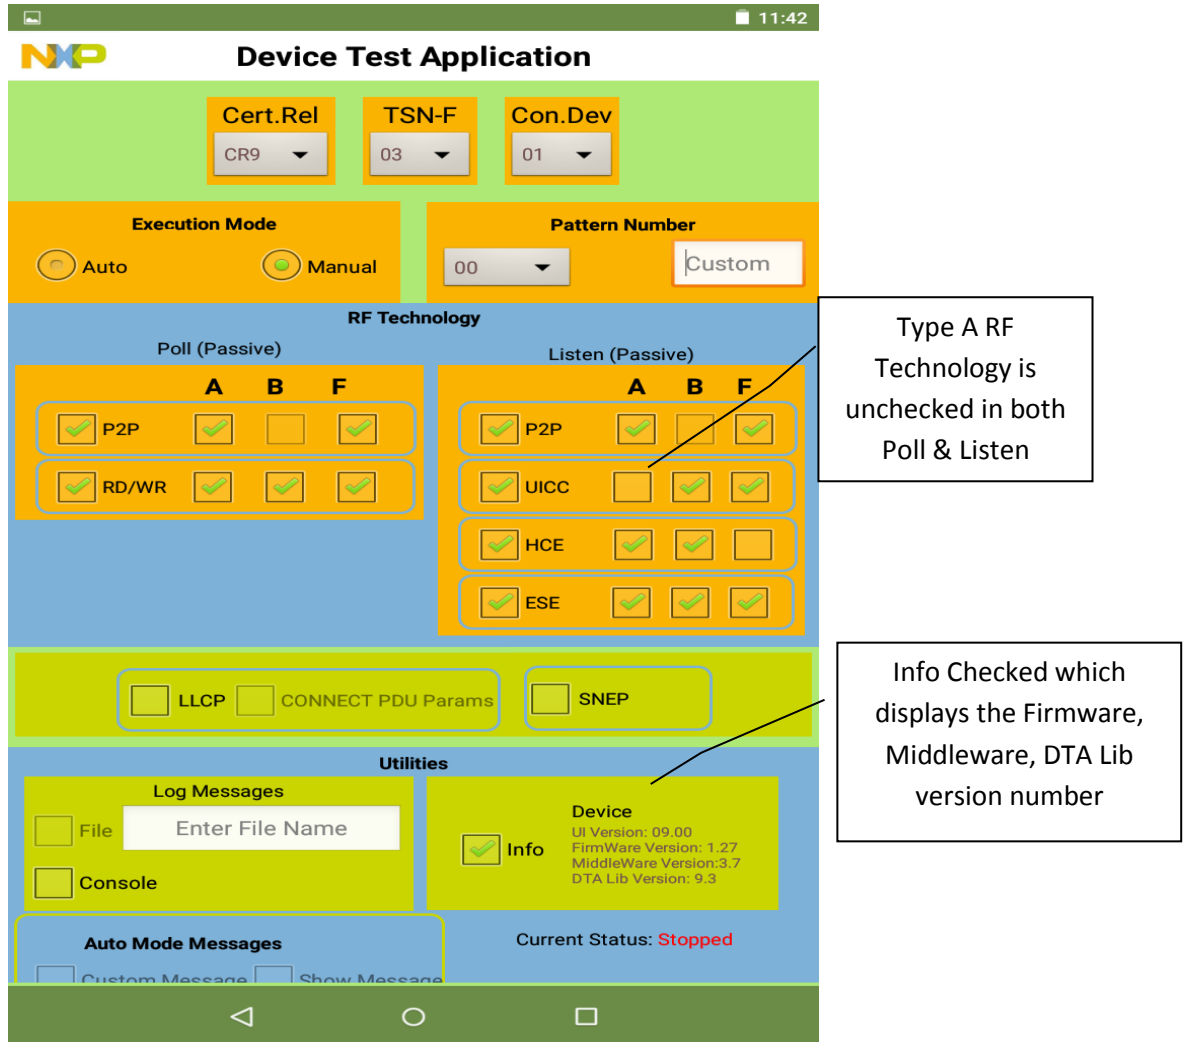 11:42
NXP Device Test Application
Cert.Rel TSN-F Con.Dev
CR9 03 01
Execution Mode
Auto Manual
Pattern Number
00 Custom
RF Technology
Poll (Passive)
A B F
P2P
RD/WR
Listen (Passive)
A B F
P2P
UICC
HCE
ESE
Type A RF
Technology is
unchecked in both
Poll & Listen
LLCP CONNECT PDU Params SNEP
Info Checked which
displays the Firmware,
Middleware, DTA Lib
version number
Utilities
Log Messages
File Enter File Name
Console
Info
Device
UI Version: 09.00
FirmWare Version: 1.27
MiddleWare Version:3.7
DTA Lib Version: 9.3
Auto Mode Messages
Custom Message Show Message
Current Status: Stopped